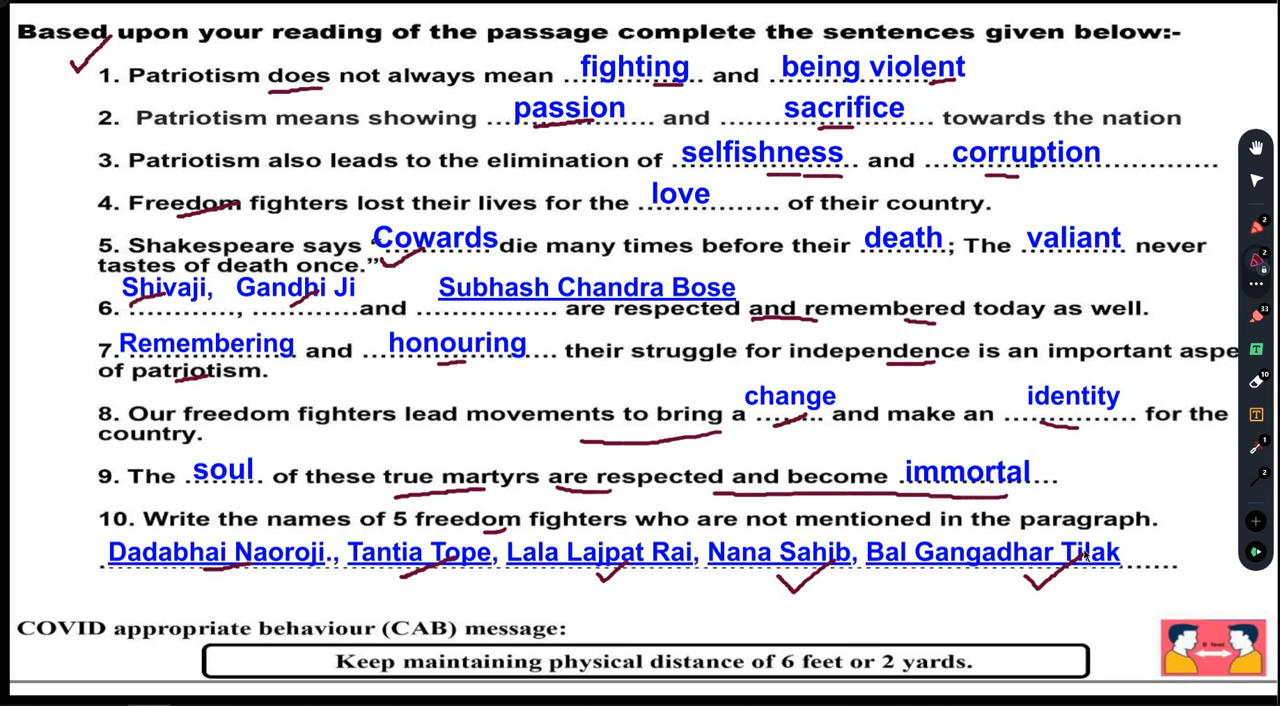 Based upon your reading of the passage complete the sentences given below:-
1. Patriotism does not always mean ...fighting... and ...being violent
2. Patriotism means showing ...passion... and ...sacrifice... towards the nation
3. Patriotism also leads to the elimination of ...selfishness... and ...corruption...
4. Freedom fighters lost their lives for the ...love... of their country.
5. Shakespeare says “Cowards die many times before their ...death...; The ...valiant... never
tastes of death once.”
6. Shivaji, Gandhi Ji and Subhash Chandra Bose are respected and remembered today as well.
7. Remembering and ...honouring... their struggle for independence is an important aspe
of patriotism.
8. Our freedom fighters lead movements to bring a ...change... and make an ...identity... for the
country.
9. The ...soul... of these true martyrs are respected and become ...immortal...
10. Write the names of 5 freedom fighters who are not mentioned in the paragraph.
Dadabhai Naoroji., Tantia Tope, Lala Lajpat Rai, Nana Sahib, Bal Gangadhar Tilak
COVID appropriate behaviour (CAB) message:
Keep maintaining physical distance of 6 feet or 2 yards.